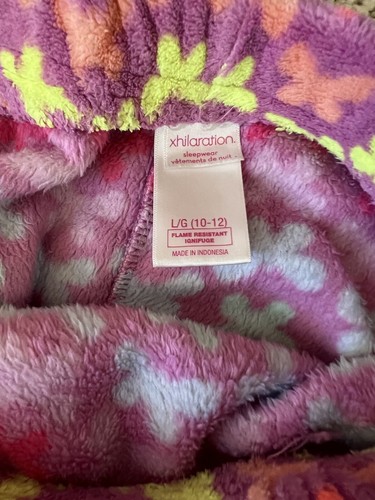 xhilaration.
sleepwear
vêtements de nuit
L/G (10-12)
FLAME RESISTANT
IGNIFUGE
MADE IN INDONESIA